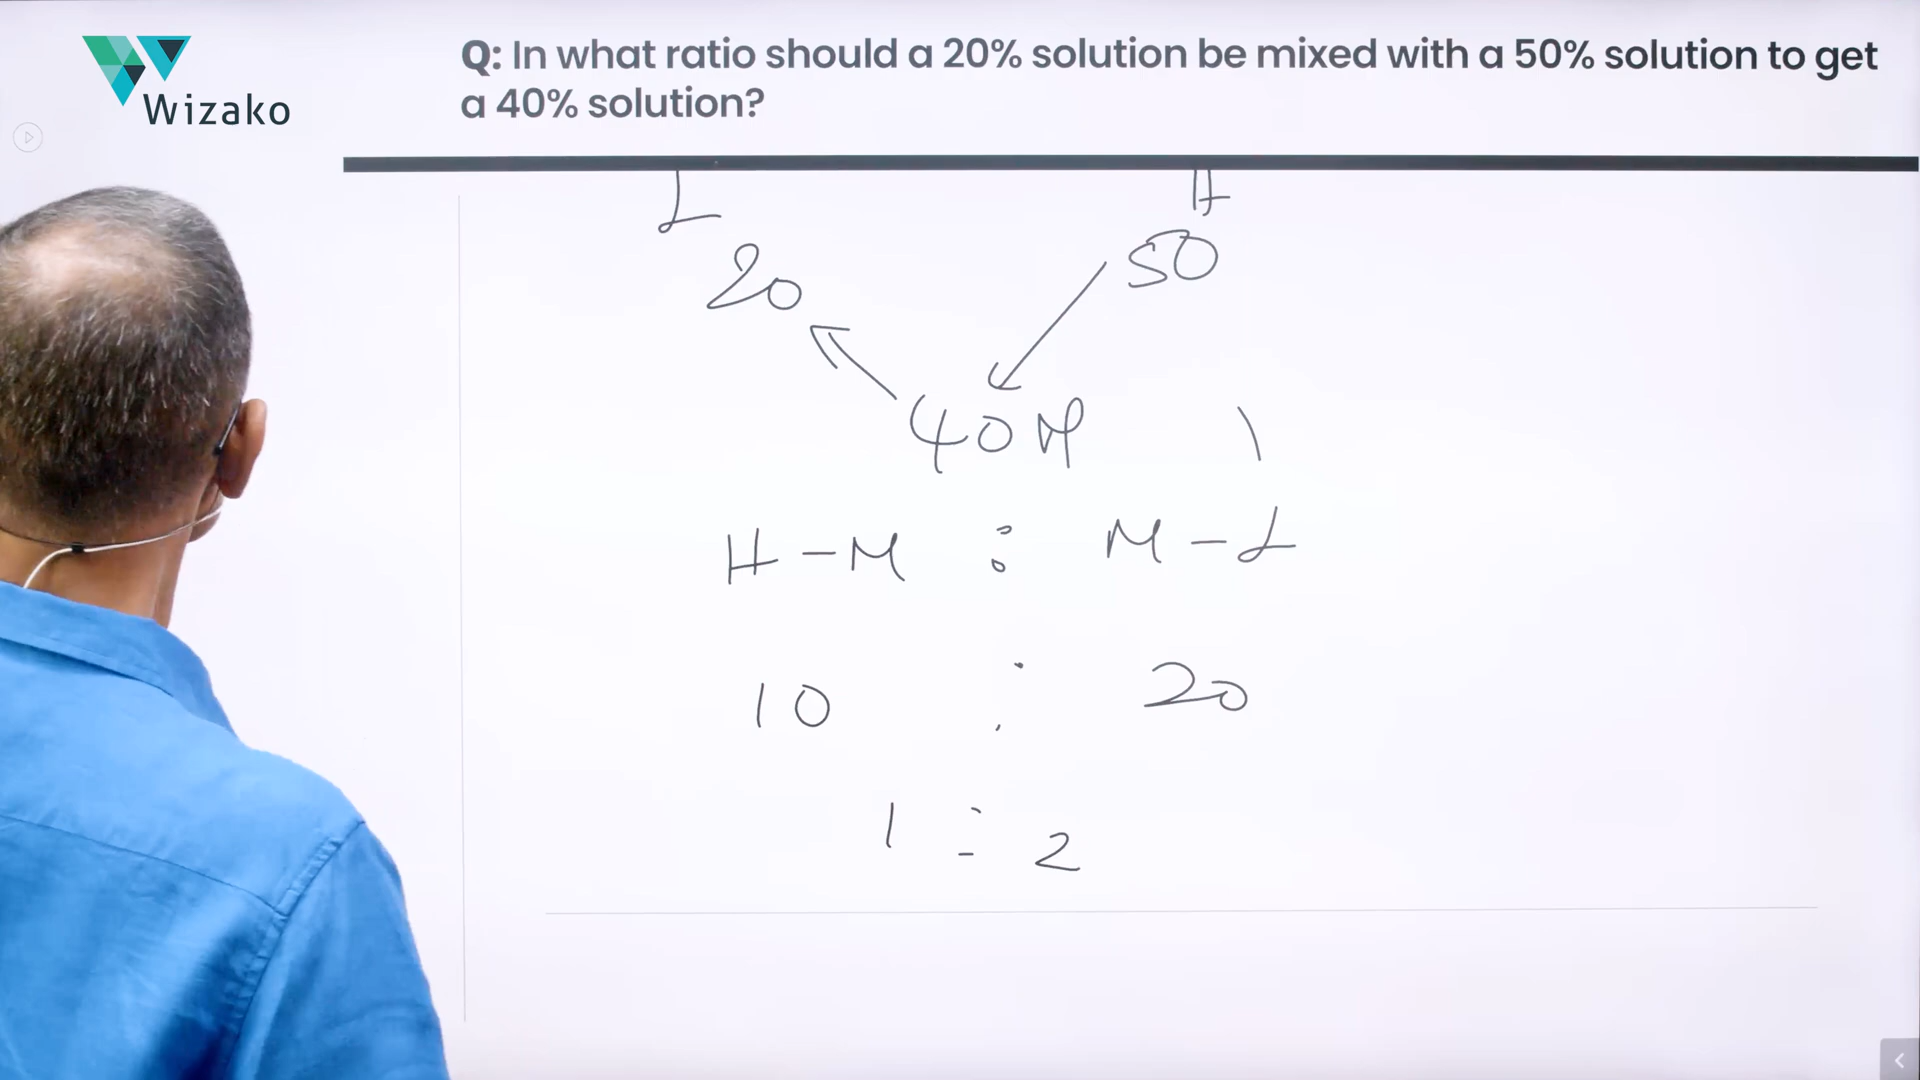 Wizako
Q: In what ratio should a 20% solution be mixed with a 50% solution to get
a 40% solution?
L H
20 50
40 M
H - M : M - L
10 : 20
1 : 2